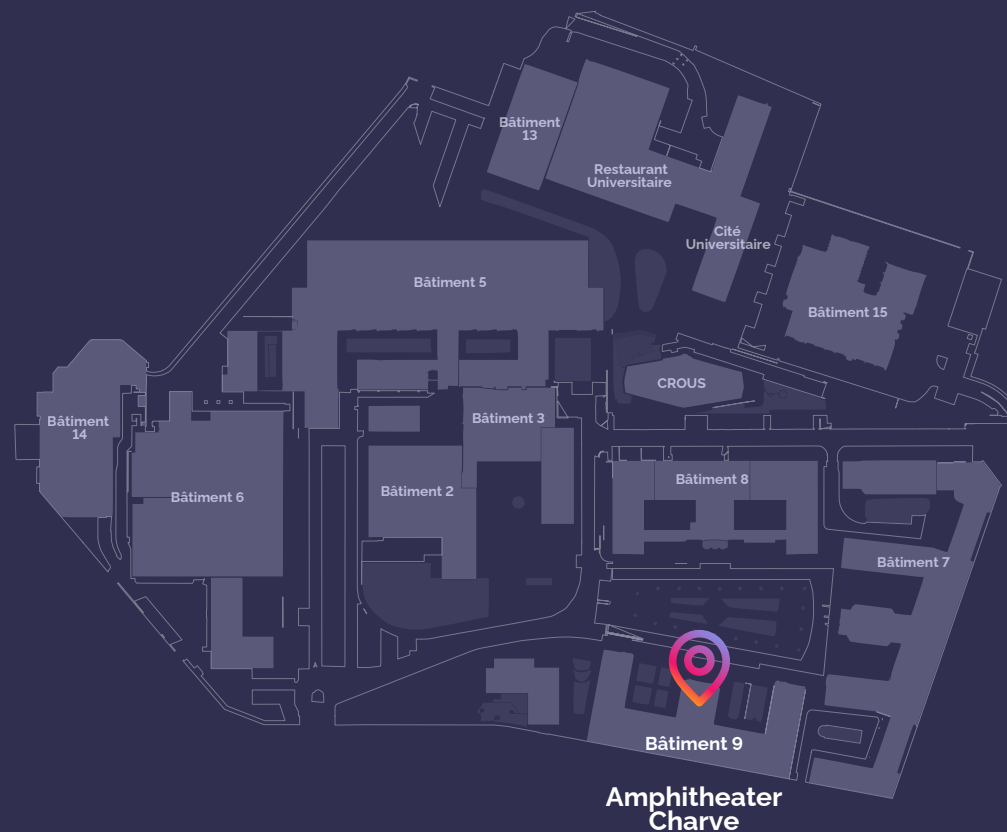 Bâtiment
13
Restaurant
Universitaire
Cité
Universitaire
Bâtiment 5
Bâtiment 15
CROUS
Bâtiment
14
Bâtiment 3
Bâtiment 6
Bâtiment 2
Bâtiment 8
Bâtiment 7
A
Bâtiment 9
Amphitheater
Charve